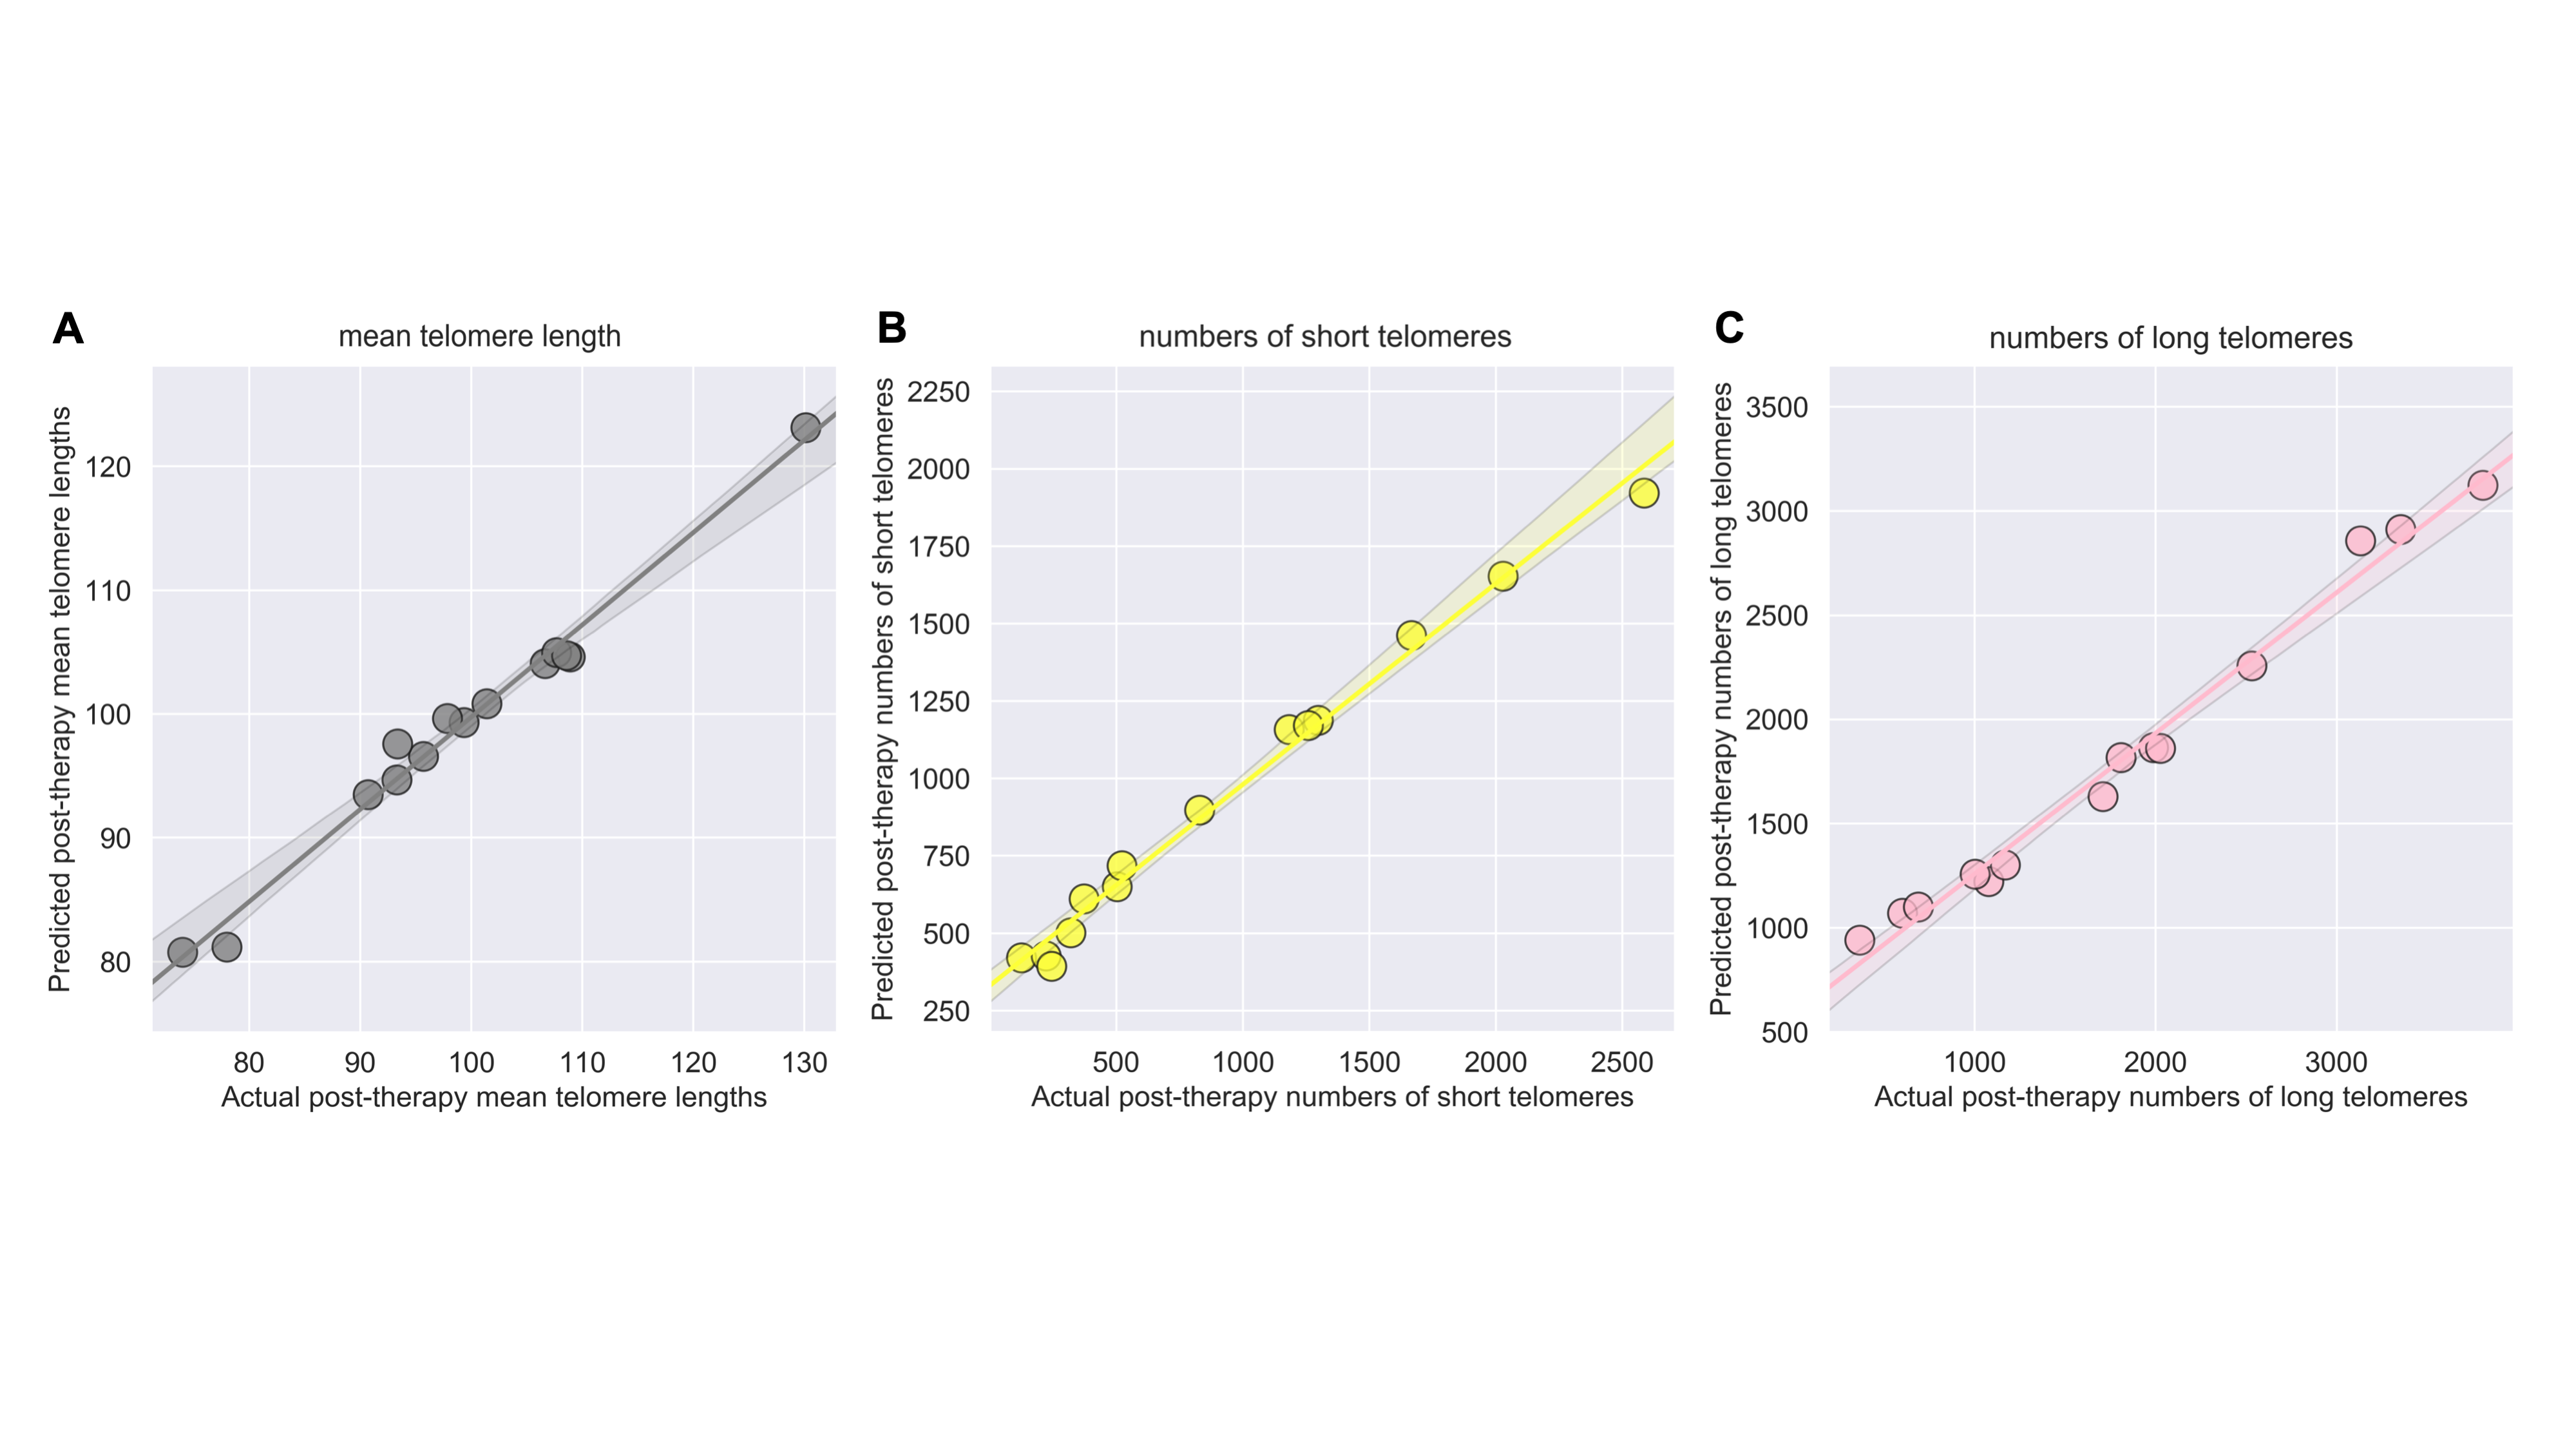 A
mean telomere length
Predicted post-therapy mean telomere lengths
120
110
100
90
80
80 90 100 110 120 130
Actual post-therapy mean telomere lengths
B
numbers of short telomeres
Predicted post-therapy numbers of short telomeres
2250
2000
1750
1500
1250
1000
750
500
250
500 1000 1500 2000 2500
Actual post-therapy numbers of short telomeres
C
numbers of long telomeres
Predicted post-therapy numbers of long telomeres
3500
3000
2500
2000
1500
1000
500
1000 2000 3000
Actual post-therapy numbers of long telomeres